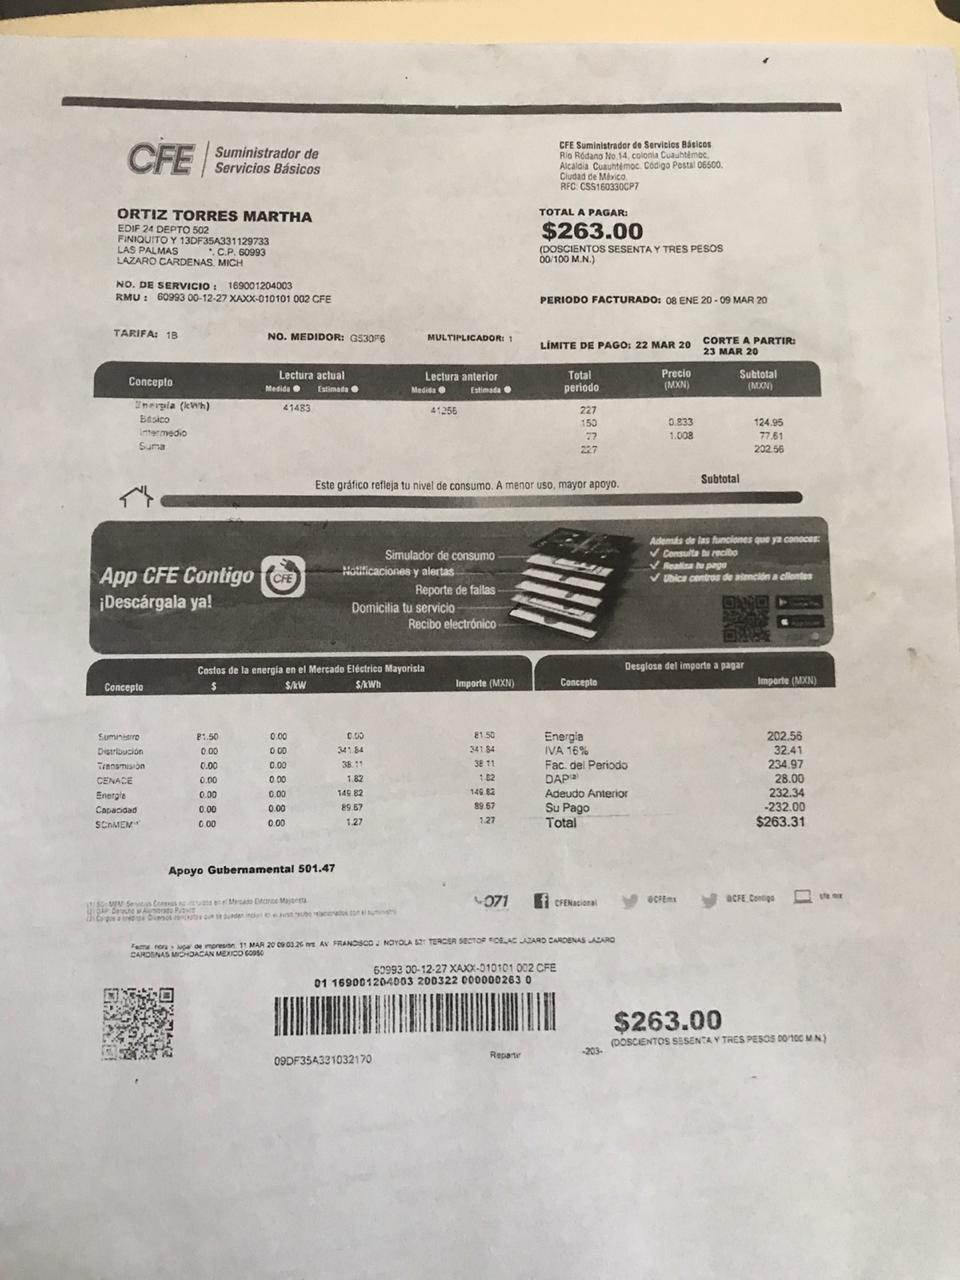 CFE Suministrador de
Servicios Básicos
CFE Suministrador de Servicios Básicos
Río Ródano No.14, colonia Cuauhtémoc,
Alcaldía Cuauhtémoc, Código Postal 06500,
Ciudad de México.
RFC: CSS160330CP7
ORTIZ TORRES MARTHA
EDIF 24 DEPTO 502
FINIQUITO Y 13DF35A331129733
LAS PALMAS *. C.P. 60993
LAZARO CARDENAS, MICH
TOTAL A PAGAR:
$263.00
(DOSCIENTOS SESENTA Y TRES PESOS
00/100 M.N.)
NO. DE SERVICIO : 169001204003
RMU : 60993 00-12-27 XAXX-010101 002 CFE
PERIODO FACTURADO: 08 ENE 20 - 09 MAR 20
TARIFA: 1B NO. MEDIDOR: G530F6 MULTIPLICADOR: 1
LÍMITE DE PAGO: 22 MAR 20 CORTE A PARTIR:
23 MAR 20
Concepto Lectura actual Medida Estimada Lectura anterior Medida Estimada Total periodo Precio (MXN) Subtotal (MXN)
Energía (kWh) 41483 41256 227
Básico 150 0.833 124.95
Intermedio 77 1.008 77.61
Suma 227 202.56
Este gráfico refleja tu nivel de consumo. A menor uso, mayor apoyo. Subtotal
App CFE Contigo CFE
¡Descárgala ya!
Simulador de consumo
Notificaciones y alertas
Reporte de fallas
Domicilia tu servicio
Recibo electrónico
Además de las funciones que ya conoces:
✓ Consulta tu recibo
✓ Realiza tu pago
✓ Ubica centros de atención a clientes
Costos de la energía en el Mercado Eléctrico Mayorista
Concepto $ $/kW $/kWh Importe (MXN)
Suministro 81.50 0.00 0.00 81.50
Distribución 0.00 0.00 341.84 341.84
Transmisión 0.00 0.00 38.11 38.11
CENACE 0.00 0.00 1.82 1.82
Energía 0.00 0.00 149.82 149.82
Capacidad 0.00 0.00 89.67 89.67
SCnMEM 0.00 0.00 1.27 1.27
Desglose del importe a pagar
Concepto Importe (MXN)
Energía 202.56
IVA 16% 32.41
Fac. del Periodo 234.97
DAP(2) 28.00
Adeudo Anterior 232.34
Su Pago -232.00
Total $263.31
Apoyo Gubernamental 501.47
(1) SCnMEM: Servicios Conexos no incluidos en el Mercado Eléctrico Mayorista.
(2) DAP: Derecho al Alumbrado Público
071 CFENacional @CFEmx @CFE_Contigo cfe.mx
Fecha, hora y lugar de impresión: 11 MAR 20 09:03:26 hrs. AV. FRANCISCO J. NOYOLA TERCER SECTOR FIDELAC LAZARO CARDENAS LAZARO
CARDENAS MICHOACAN MEXICO 60950
60993 00-12-27 XAXX-010101 002 CFE
01 169001204003 200322 000000263 0
09DF35A331032170 Repartir -203-
$263.00
(DOSCIENTOS SESENTA Y TRES PESOS 00/100 M.N.)